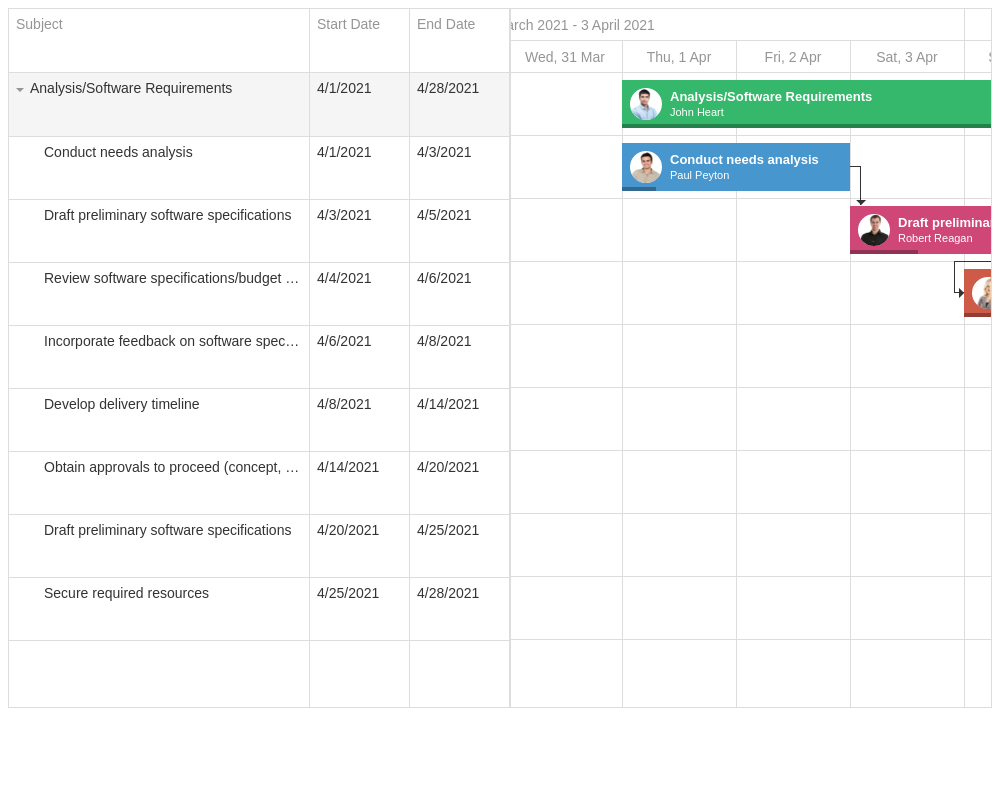 Subject
Start Date
End Date
arch 2021 - 3 April 2021
Wed, 31 Mar
Thu, 1 Apr
Fri, 2 Apr
Sat, 3 Apr
Analysis/Software Requirements
4/1/2021
4/28/2021
Analysis/Software Requirements
John Heart
Conduct needs analysis
4/1/2021
4/3/2021
Conduct needs analysis
Paul Peyton
Draft preliminary software specifications
4/3/2021
4/5/2021
Draft prelimina
Robert Reagan
Review software specifications/budget …
4/4/2021
4/6/2021
Incorporate feedback on software spec…
4/6/2021
4/8/2021
Develop delivery timeline
4/8/2021
4/14/2021
Obtain approvals to proceed (concept, …
4/14/2021
4/20/2021
Draft preliminary software specifications
4/20/2021
4/25/2021
Secure required resources
4/25/2021
4/28/2021